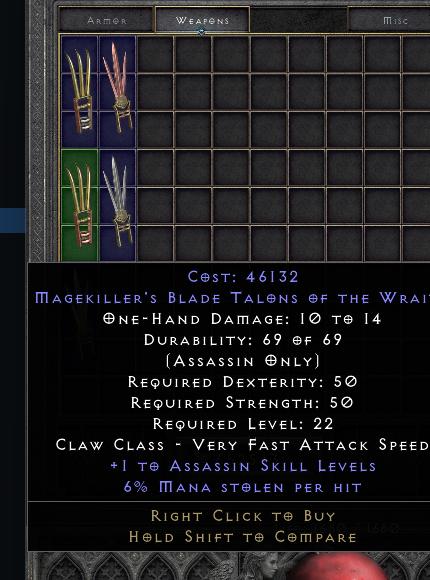 Armor
Weapons
Misc
Cost: 46132
Magekiller's Blade Talons of the Wrai
One-Hand Damage: 10 to 14
Durability: 69 of 69
(Assassin Only)
Required Dexterity: 50
Required Strength: 50
Required Level: 22
Claw Class - Very Fast Attack Speed
+1 to Assassin Skill Levels
6% Mana stolen per hit
Right Click to Buy
Hold Shift to Compare